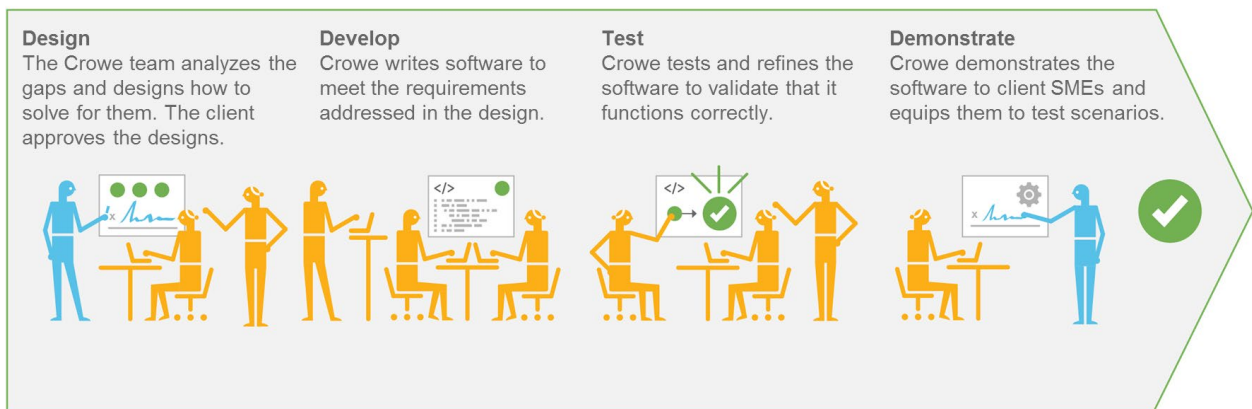 Design
The Crowe team analyzes the
gaps and designs how to
solve for them. The client
approves the designs.
Develop
Crowe writes software to
meet the requirements
addressed in the design.
Test
Crowe tests and refines the
software to validate that it
functions correctly.
Demonstrate
Crowe demonstrates the
software to client SMEs and
equips them to test scenarios.
x
</>
</>
x